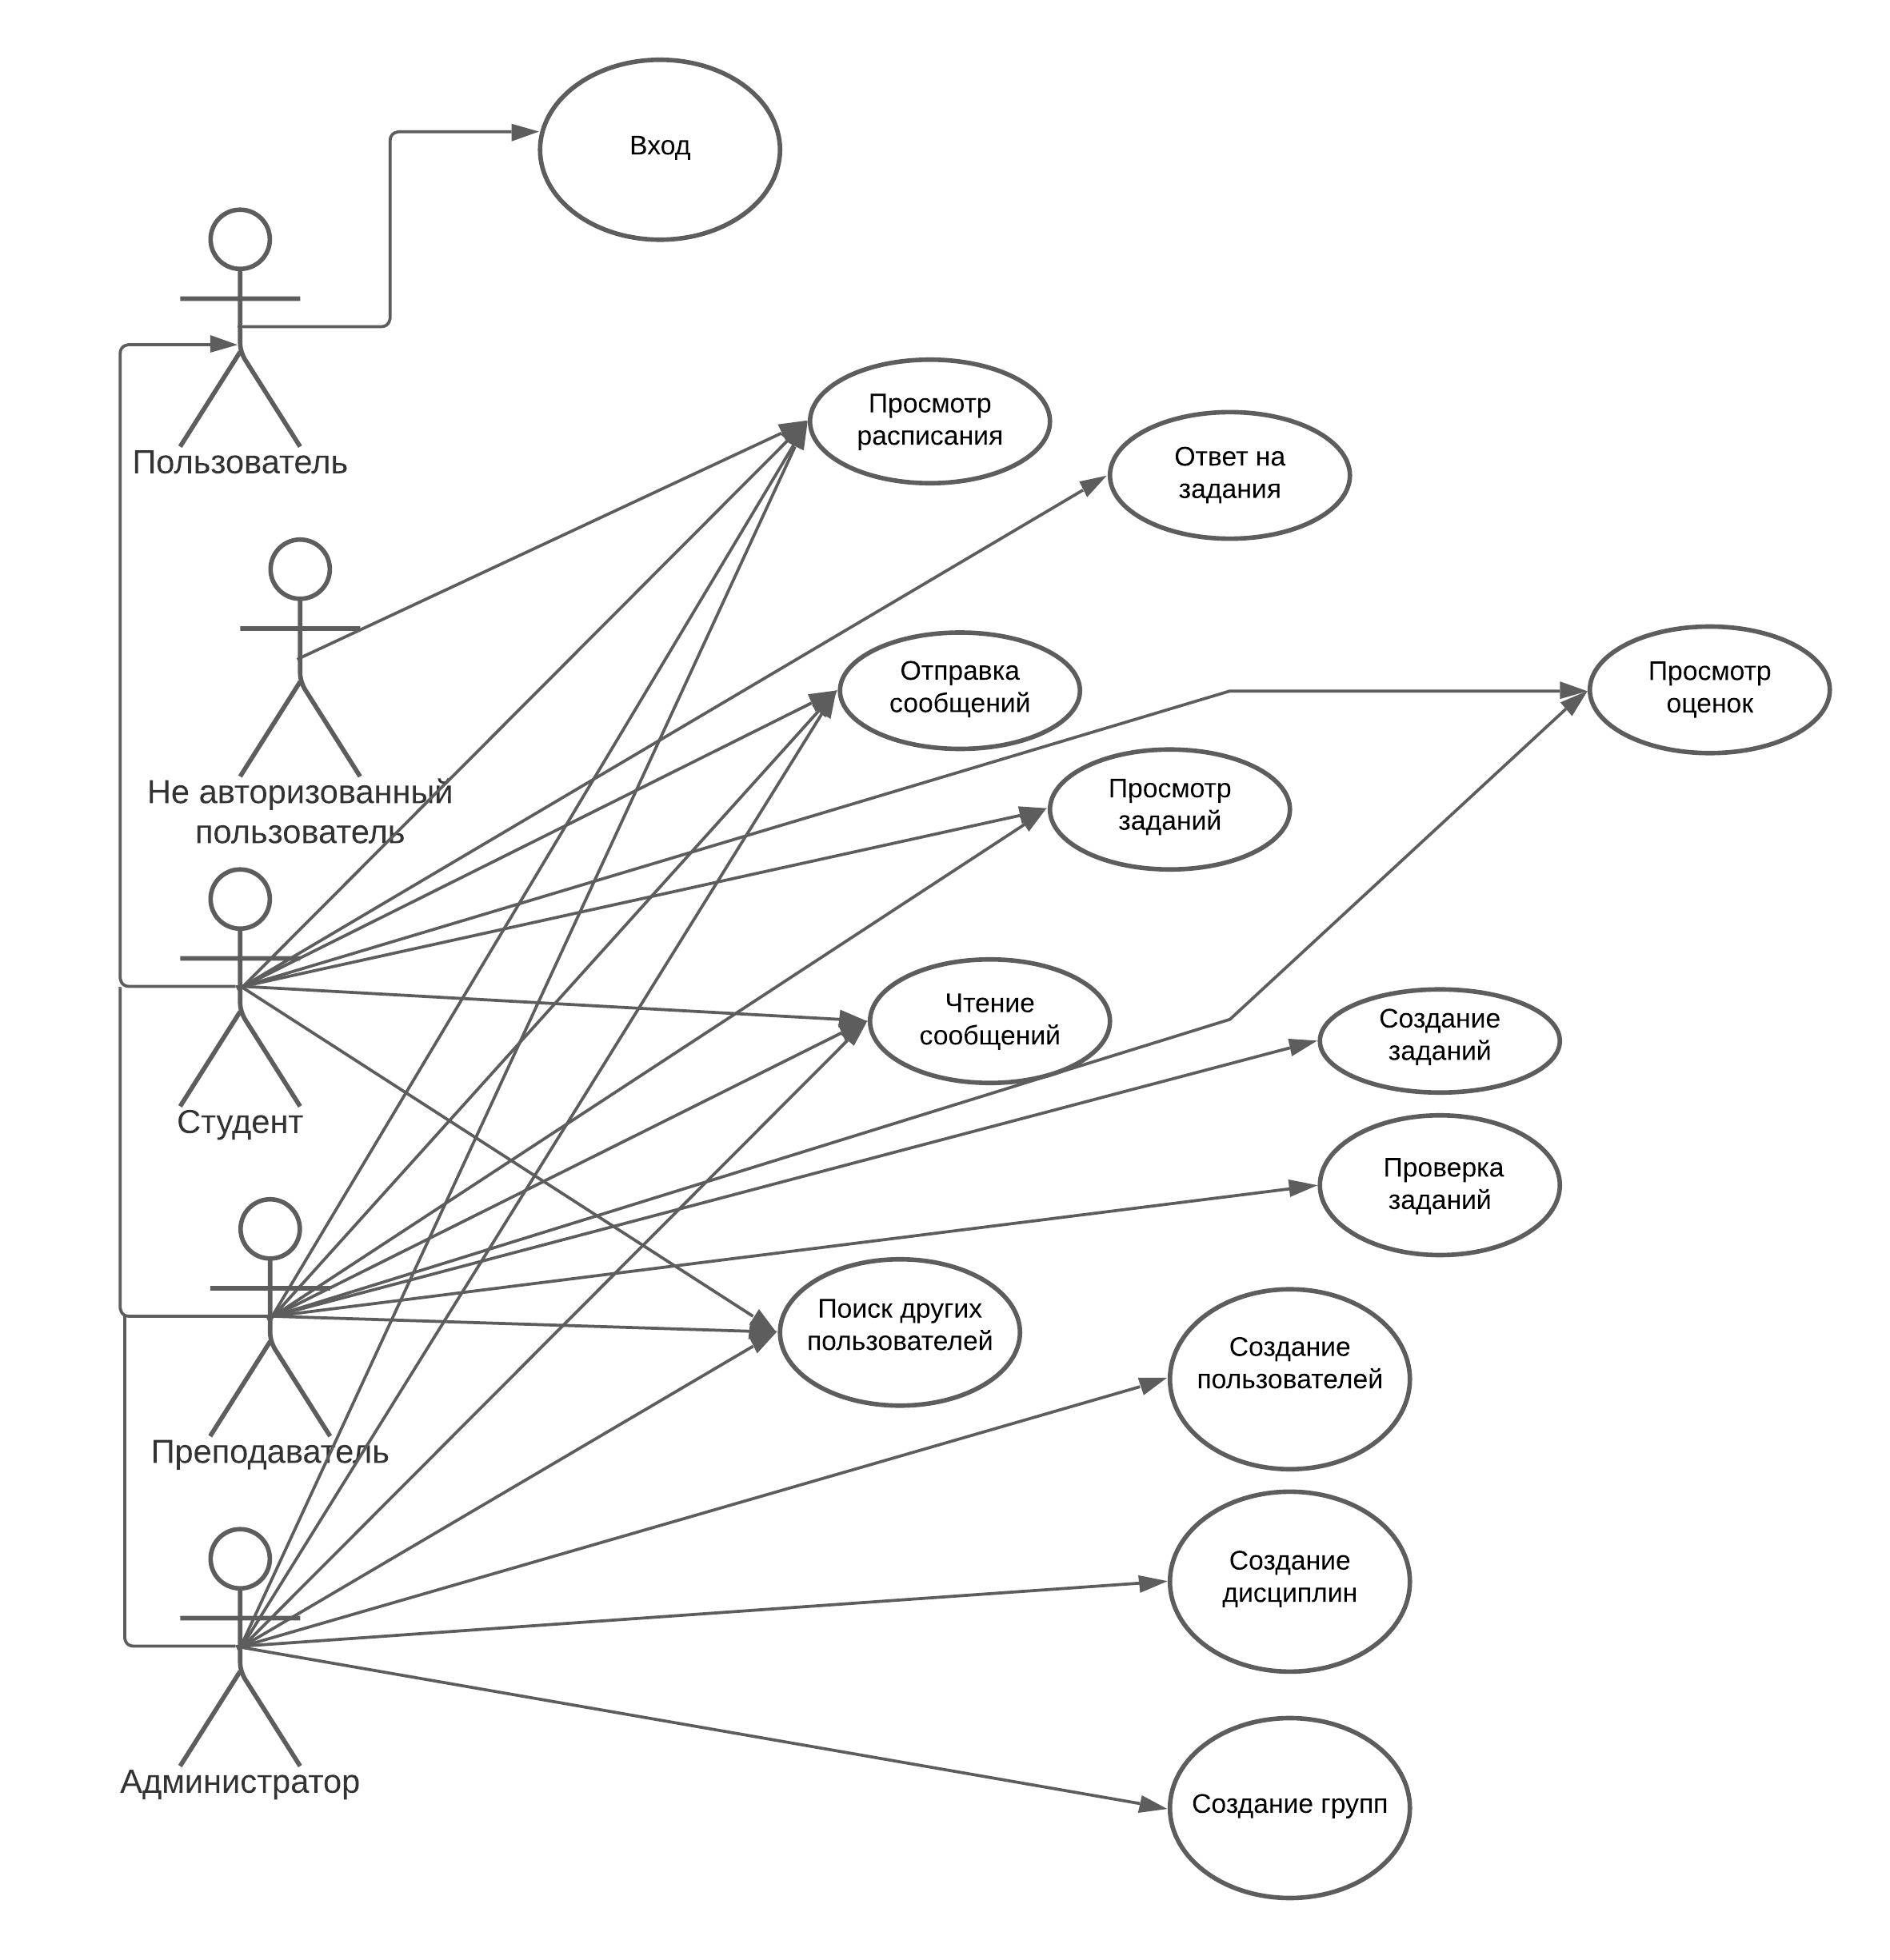 Вход
Пользователь
Просмотр
расписания
Ответ на
задания
Отправка
сообщений
Просмотр
оценок
Не авторизованный
пользователь
Просмотр
заданий
Чтение
сообщений
Создание
заданий
Студент
Проверка
заданий
Поиск других
пользователей
Создание
пользователей
Преподаватель
Создание
дисциплин
Администратор
Создание групп